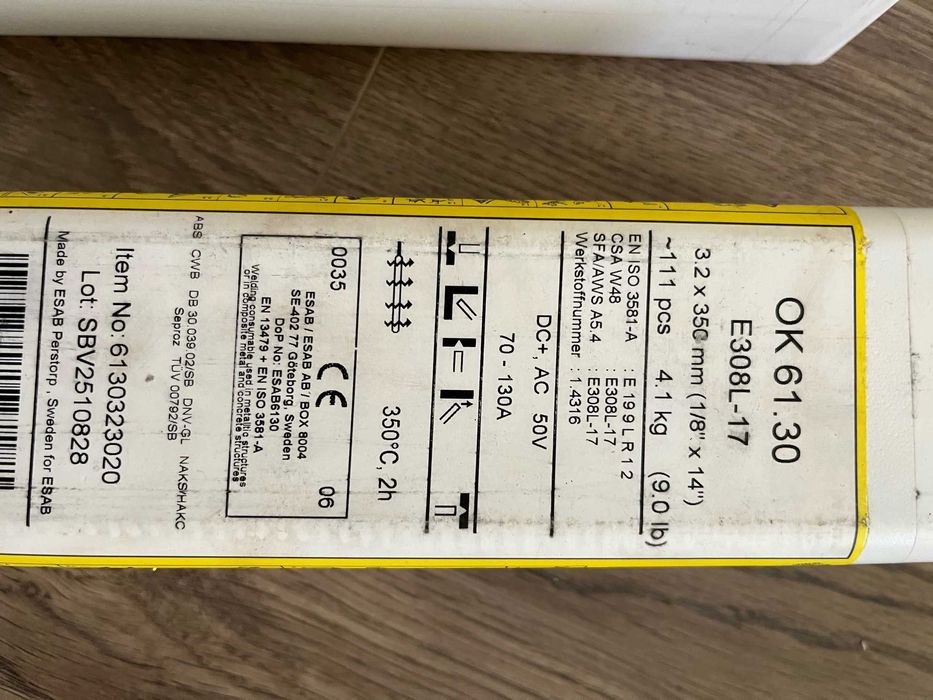 OK 61.30
E308L-17
3.2 x 350 mm (1/8" x 14")
~111 pcs 4.1 kg (9.0 lb)
EN ISO 3581-A : E 19 9 L R 1 2
CSA W48 : E308L-17
SFA/AWS A5.4 : E308L-17
Werkstoffnummer : 1.4316
DC+, AC 50V
70 - 130A
350°C, 2h
CE
0035 06
ESAB / ESAB AB / BOX 8004
SE-402 77 Göteborg, Sweden
DoP No: ESAB6130
EN 13479 + EN ISO 3581-A
Welding consumable used in metallic structures
or in composite metal and concrete structures
ABS CWB DB 30.039.02/SB DNV-GL NAKS/HAKC
Seproz TÜV 00792/SB
Item No: 6130323020
Lot: SBV2510828
Made by ESAB Perstorp, Sweden for ESAB